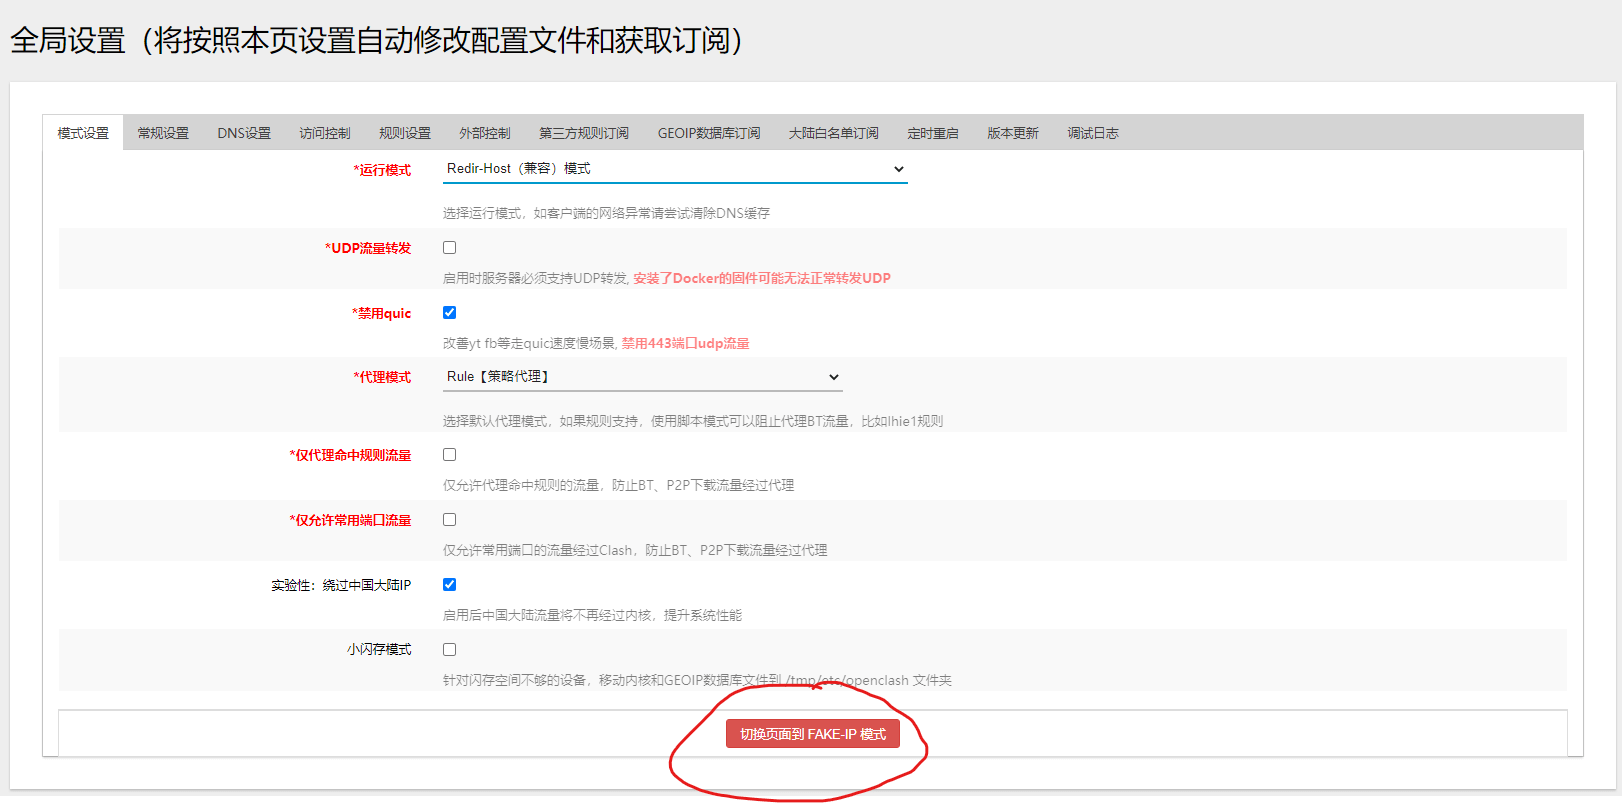 全局设置（将按照本页设置自动修改配置文件和获取订阅）
模式设置 常规设置 DNS设置 访问控制 规则设置 外部控制 第三方规则订阅 GEOIP数据库订阅 大陆白名单订阅 定时重启 版本更新 调试日志
*运行模式 Redir-Host（兼容）模式
选择运行模式，如客户端的网络异常请尝试清除DNS缓存
*UDP流量转发
启用时服务器必须支持UDP转发, 安装了Docker的固件可能无法正常转发UDP
*禁用quic
改善yt fb等走quic速度慢场景, 禁用443端口udp流量
*代理模式 Rule【策略代理】
选择默认代理模式，如果规则支持，使用脚本模式可以阻止代理BT流量，比如lhie1规则
*仅代理命中规则流量
仅允许代理命中规则的流量，防止BT、P2P下载流量经过代理
*仅允许常用端口流量
仅允许常用端口的流量经过Clash，防止BT、P2P下载流量经过代理
实验性：绕过中国大陆IP
启用后中国大陆流量将不再经过内核，提升系统性能
小闪存模式
针对闪存空间不够的设备，移动内核和GEOIP数据库文件到 /tmp/etc/openclash 文件夹
切换页面到 FAKE-IP 模式